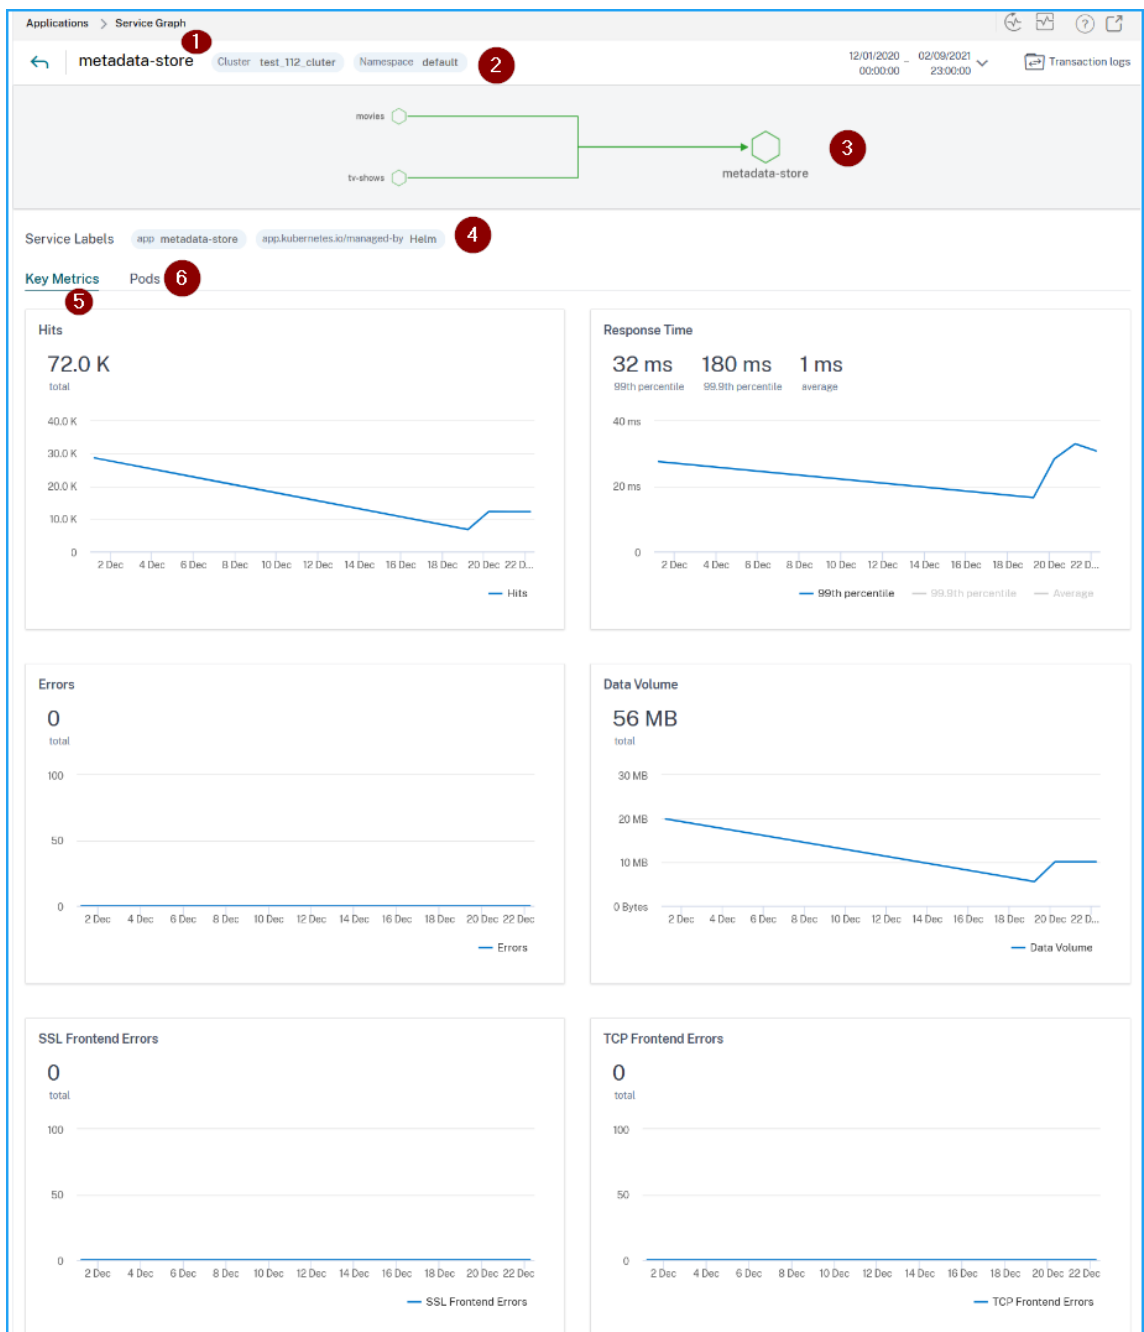 Applications > Service Graph
1
metadata-store Cluster test_112_cluter Namespace default 2
12/01/2020 00:00:00 – 02/09/2021 23:00:00
Transaction logs
movies
tv-shows
metadata-store
3
Service Labels app metadata-store app.kubernetes.io/managed-by Helm 4
Key Metrics Pods 6
5
Hits
72.0 K
total
40.0 K
30.0 K
20.0 K
10.0 K
0
2 Dec 4 Dec 6 Dec 8 Dec 10 Dec 12 Dec 14 Dec 16 Dec 18 Dec 20 Dec 22 D...
Hits
Response Time
32 ms 180 ms 1 ms
99th percentile 99.9th percentile average
40 ms
20 ms
0
2 Dec 4 Dec 6 Dec 8 Dec 10 Dec 12 Dec 14 Dec 16 Dec 18 Dec 20 Dec 22 D...
99th percentile 99.9th percentile Average
Errors
0
total
100
50
0
2 Dec 4 Dec 6 Dec 8 Dec 10 Dec 12 Dec 14 Dec 16 Dec 18 Dec 20 Dec 22 Dec
Errors
Data Volume
56 MB
total
30 MB
20 MB
10 MB
0 Bytes
2 Dec 4 Dec 6 Dec 8 Dec 10 Dec 12 Dec 14 Dec 16 Dec 18 Dec 20 Dec 22 D...
Data Volume
SSL Frontend Errors
0
total
100
50
0
2 Dec 4 Dec 6 Dec 8 Dec 10 Dec 12 Dec 14 Dec 16 Dec 18 Dec 20 Dec 22 Dec
SSL Frontend Errors
TCP Frontend Errors
0
total
100
50
0
2 Dec 4 Dec 6 Dec 8 Dec 10 Dec 12 Dec 14 Dec 16 Dec 18 Dec 20 Dec 22 Dec
TCP Frontend Errors